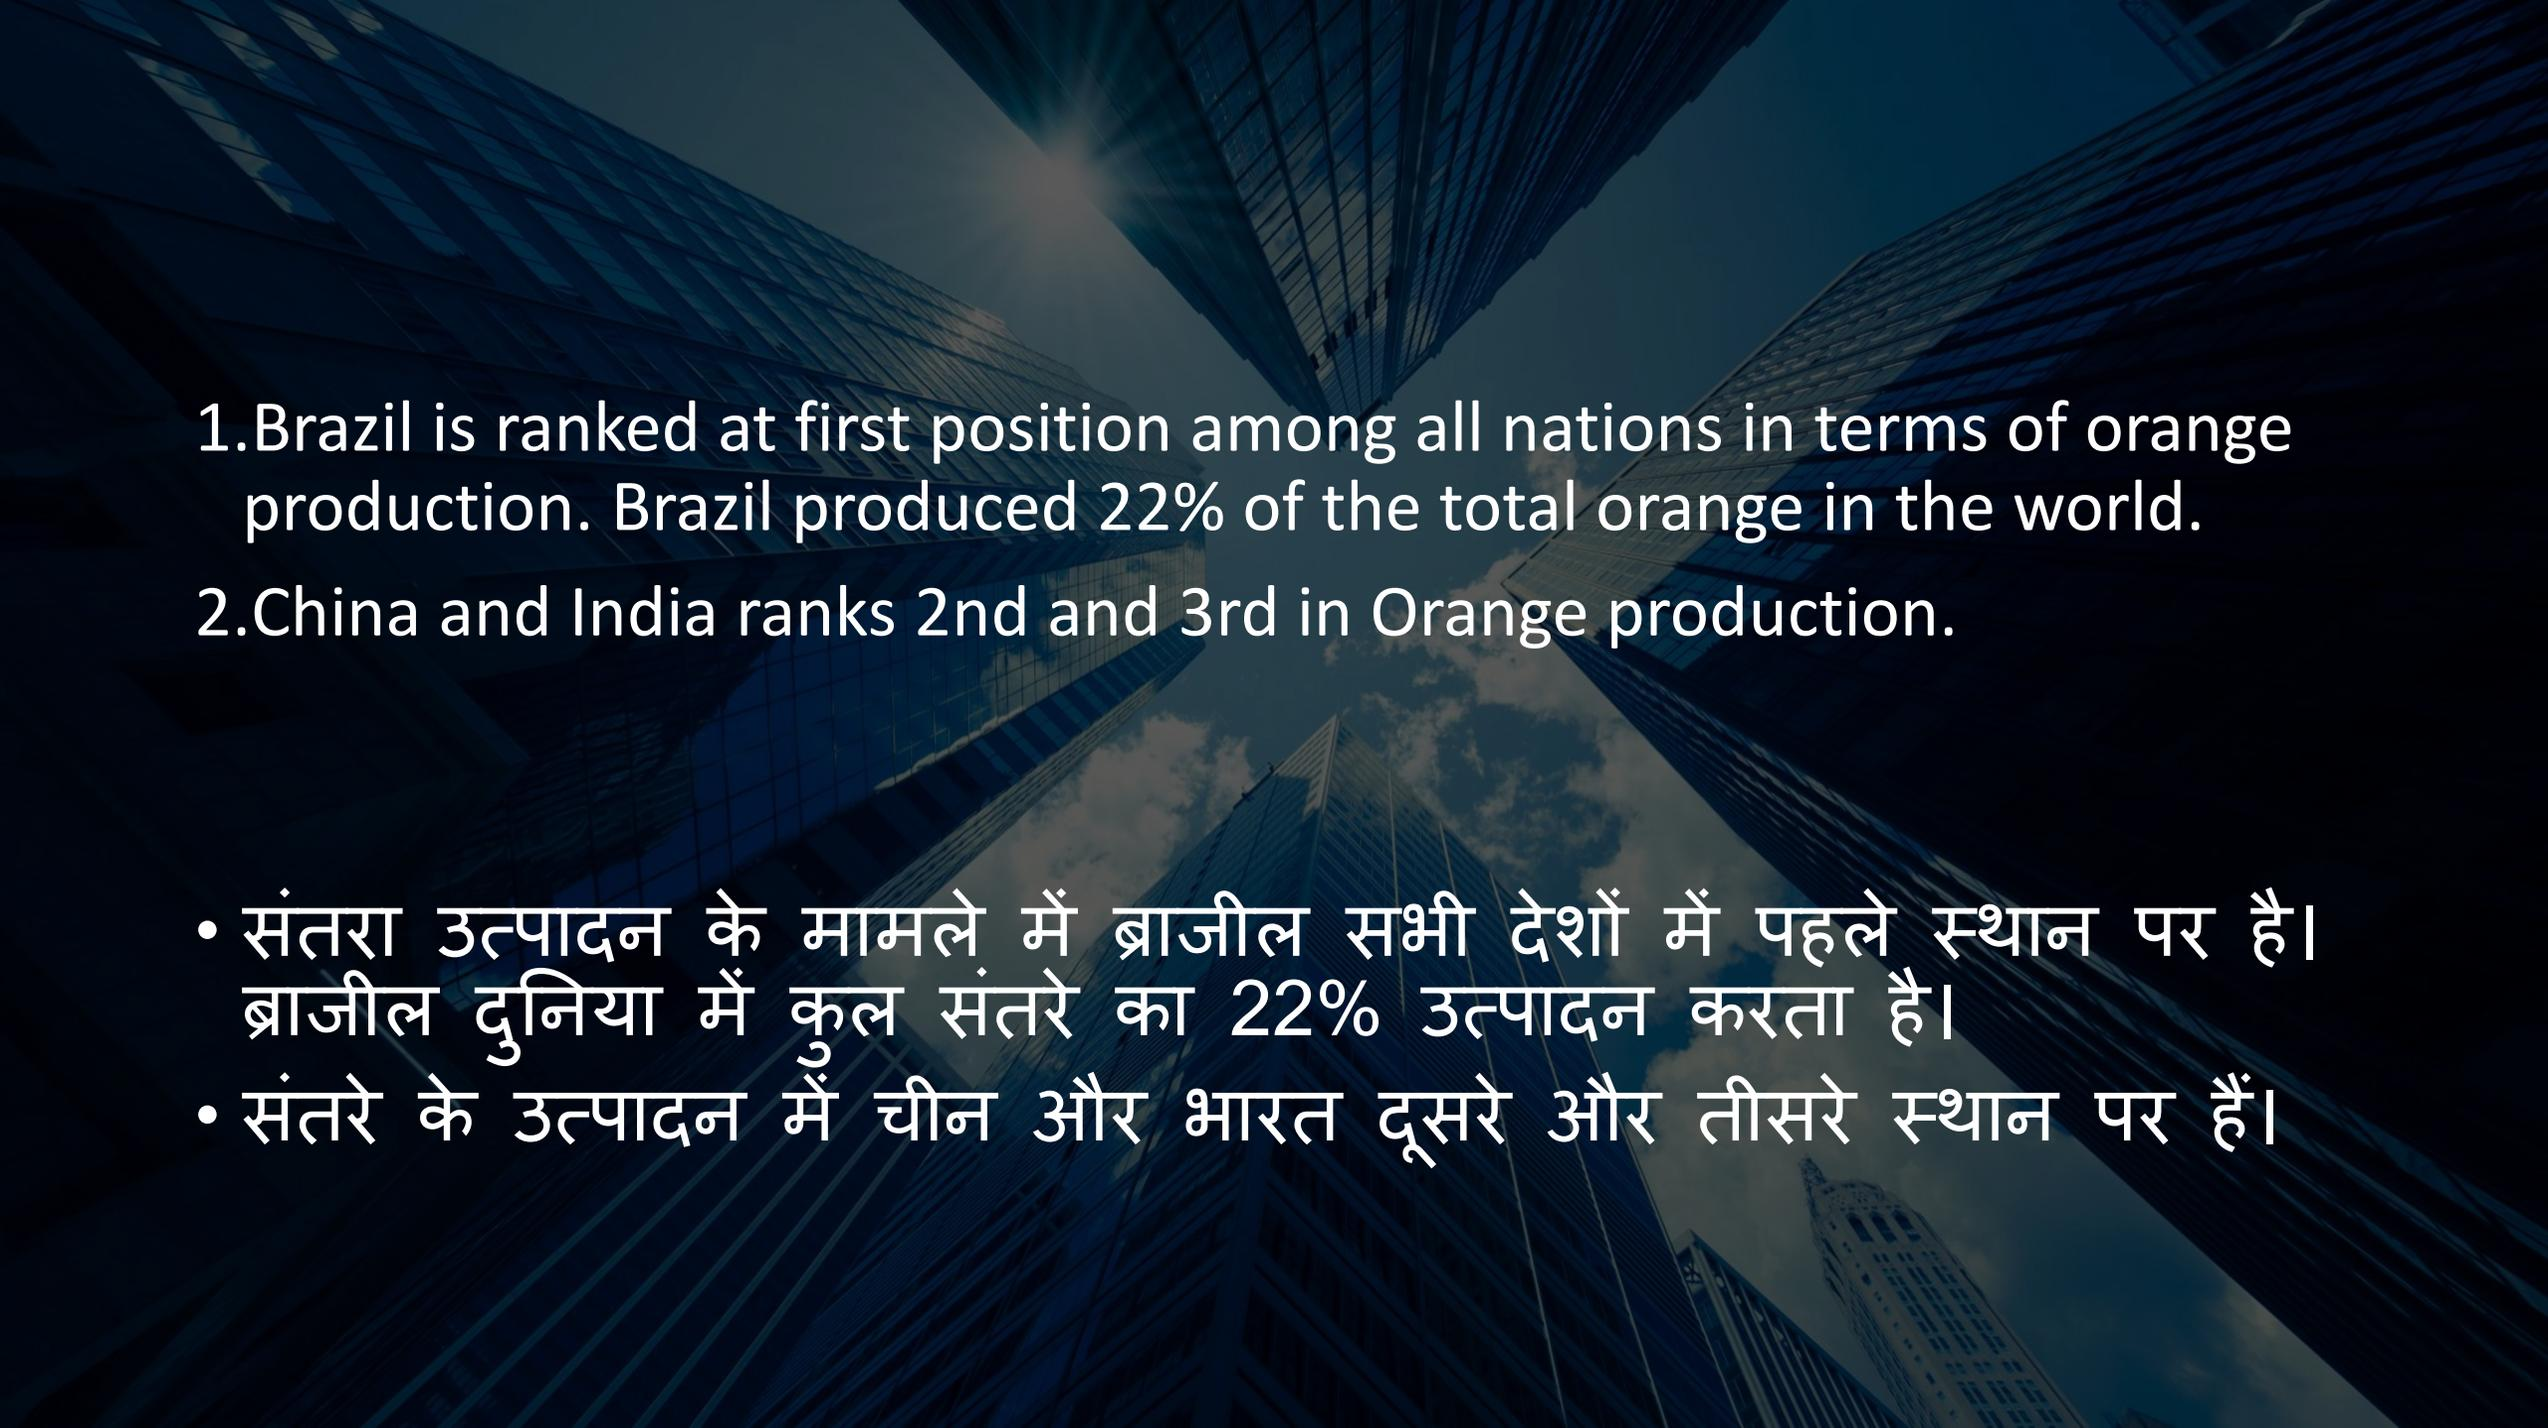 1.Brazil is ranked at first position among all nations in terms of orange
production. Brazil produced 22% of the total orange in the world.
2.China and India ranks 2nd and 3rd in Orange production.
• संतरा उत्पादन के मामले में ब्राजील सभी देशों में पहले स्थान पर है।
ब्राजील दुनिया में कुल संतरे का 22% उत्पादन करता है।
• संतरे के उत्पादन में चीन और भारत दूसरे और तीसरे स्थान पर हैं।